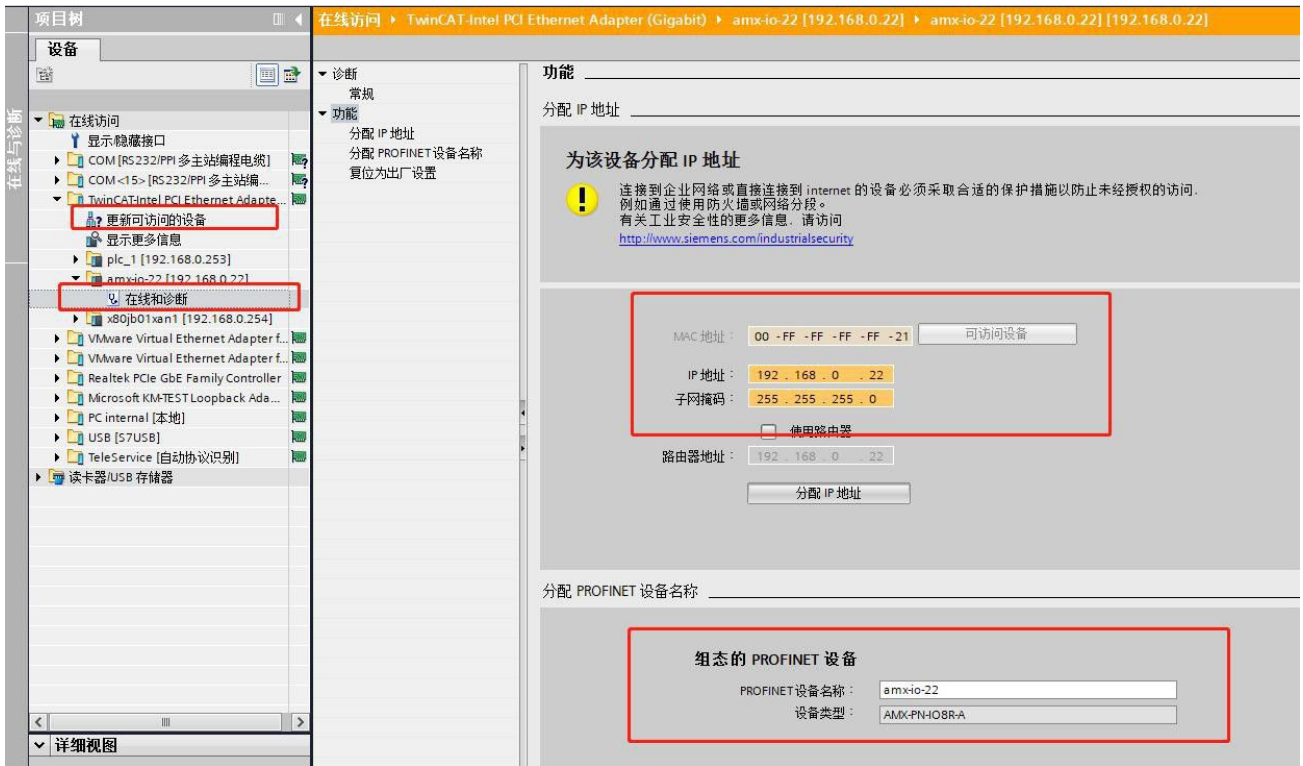 项目树
在线访问 ▸ TwinCAT-Intel PCI Ethernet Adapter (Gigabit) ▸ amx-io-22 [192.168.0.22] ▸ amx-io-22 [192.168.0.22] [192.168.0.22]
设备
在线与诊断
在线访问
显示/隐藏接口
COM [RS232/PPI 多主站编程电缆]
COM <15> [RS232/PPI 多主站编...
TwinCAT-Intel PCI Ethernet Adapte...
更新可访问的设备
显示更多信息
plc_1 [192.168.0.253]
amx-io-22 [192.168.0.22]
在线和诊断
x80jb01xan1 [192.168.0.254]
VMware Virtual Ethernet Adapter f...
VMware Virtual Ethernet Adapter f...
Realtek PCIe GbE Family Controller
Microsoft KM-TEST Loopback Ada...
PC internal [本地]
USB [S7USB]
TeleService [自动协议识别]
读卡器/USB 存储器
详细视图
诊断
常规
功能
分配 IP 地址
分配 PROFINET 设备名称
复位为出厂设置
功能
分配 IP 地址
为该设备分配 IP 地址
连接到企业网络或直接连接到 internet 的设备必须采取合适的保护措施以防止未经授权的访问.
例如通过使用防火墙或网络分段。
有关工业安全性的更多信息. 请访问
http://www.siemens.com/industrialsecurity
MAC 地址： 00 -FF -FF -FF -FF -21 可访问设备
IP 地址： 192 . 168 . 0 . 22
子网掩码： 255 . 255 . 255 . 0
使用路由器
路由器地址： 192 . 168 . 0 . 22
分配 IP 地址
分配 PROFINET 设备名称
组态的 PROFINET 设备
PROFINET设备名称： amx-io-22
设备类型： AMX-PN-IO8R-A